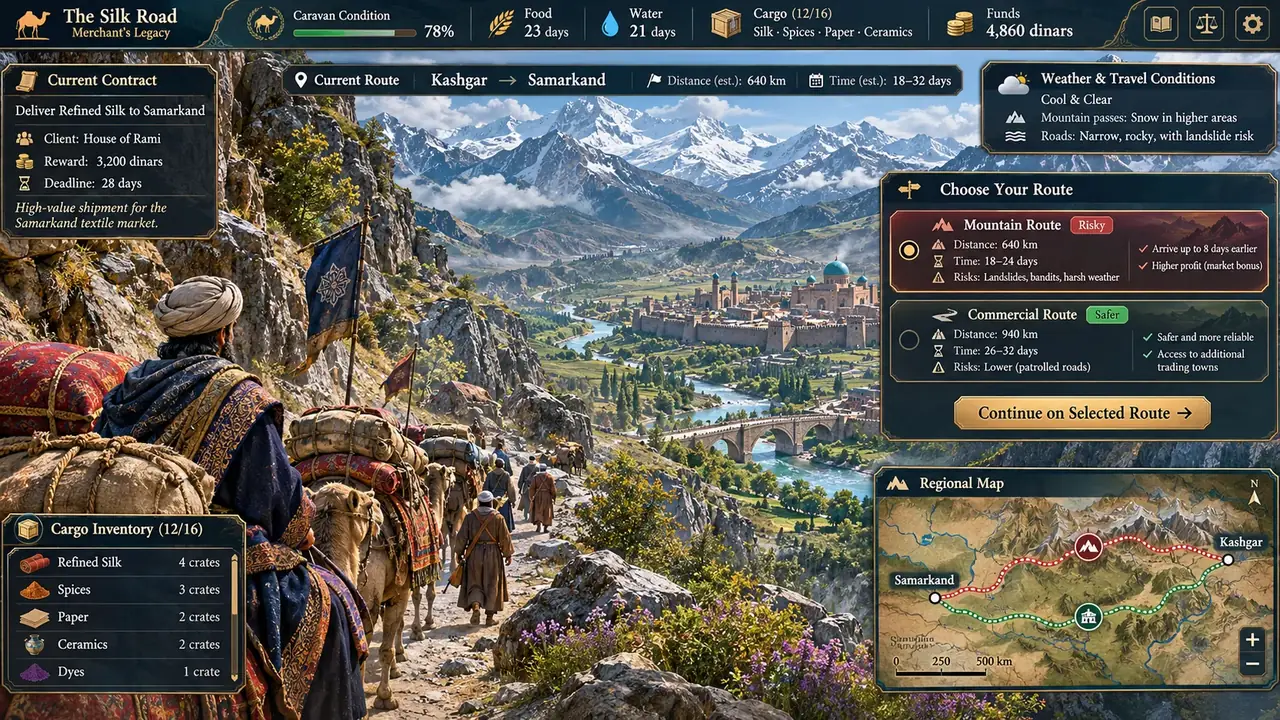 The Silk Road
Merchant's Legacy
Caravan Condition
78%
Food
23 days
Water
21 days
Cargo (12/16)
Silk · Spices · Paper · Ceramics
Funds
4,860 dinars
Current Contract
Deliver Refined Silk to Samarkand
Client: House of Rami
Reward: 3,200 dinars
Deadline: 28 days
High-value shipment for the
Samarkand textile market.
Current Route
Kashgar → Samarkand
Distance (est.): 640 km
Time (est.): 18–32 days
Weather & Travel Conditions
Cool & Clear
Mountain passes: Snow in higher areas
Roads: Narrow, rocky, with landslide risk
Choose Your Route
Mountain Route Risky
Distance: 640 km
Time: 18–24 days
Risks: Landslides, bandits, harsh weather
✓ Arrive up to 8 days earlier
✓ Higher profit (market bonus)
Commercial Route Safer
Distance: 940 km
Time: 26–32 days
Risks: Lower (patrolled roads)
✓ Safer and more reliable
✓ Access to additional
trading towns
Continue on Selected Route →
Cargo Inventory (12/16)
Refined Silk 4 crates
Spices 3 crates
Paper 2 crates
Ceramics 2 crates
Dyes 1 crate
Regional Map
N
Kashgar
Samarkand
0 250 500 km
+
−